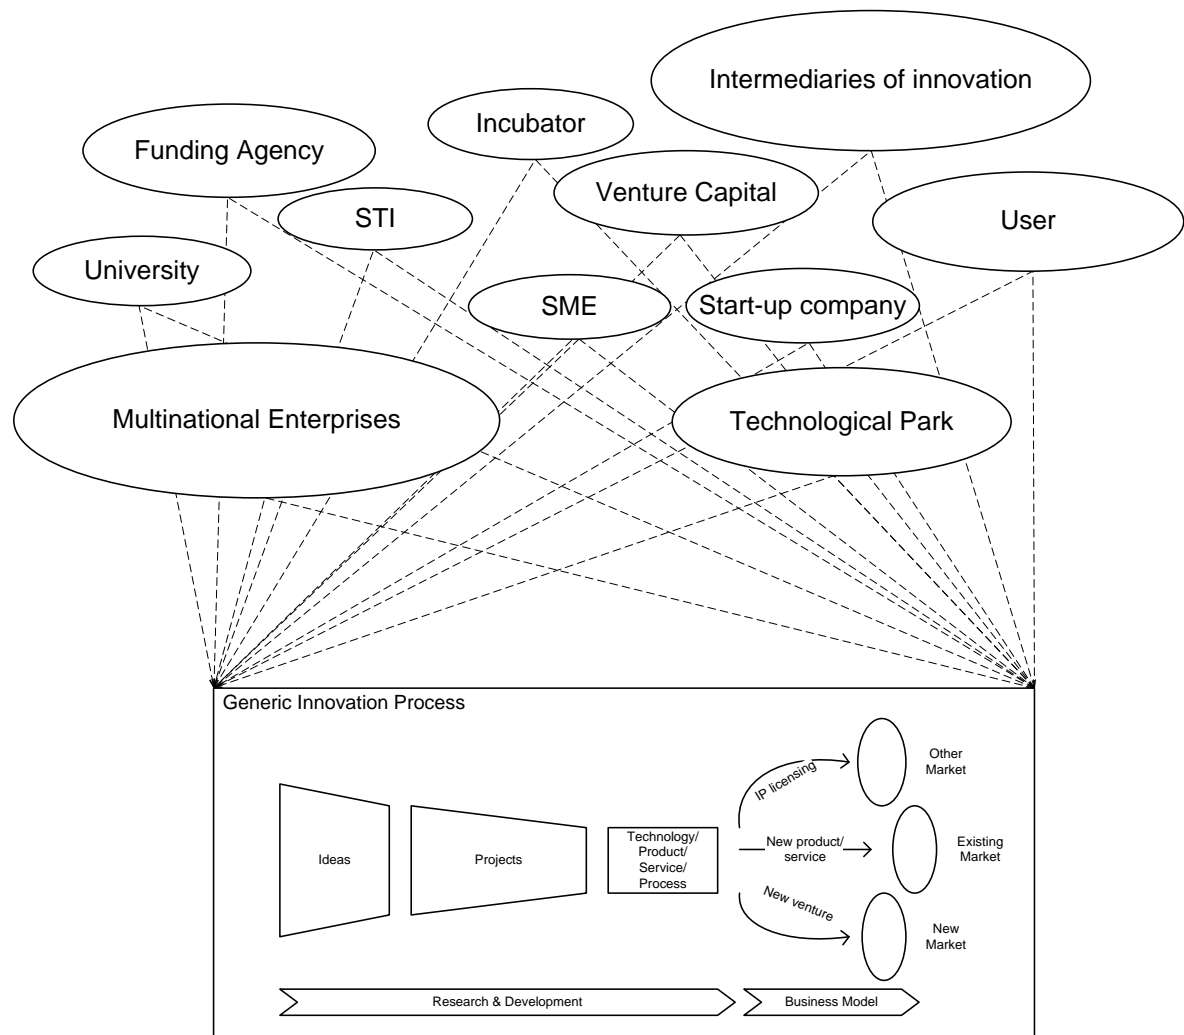 Intermediaries of innovation
Incubator
Funding Agency
Venture Capital
STI
User
University
SME
Start-up company
Multinational Enterprises
Technological Park
Generic Innovation Process
IP licensing
Other
Market
Ideas
Projects
Technology/
Product/
Service/
Process
New product/
service
Existing
Market
New venture
New
Market
Research & Development
Business Model